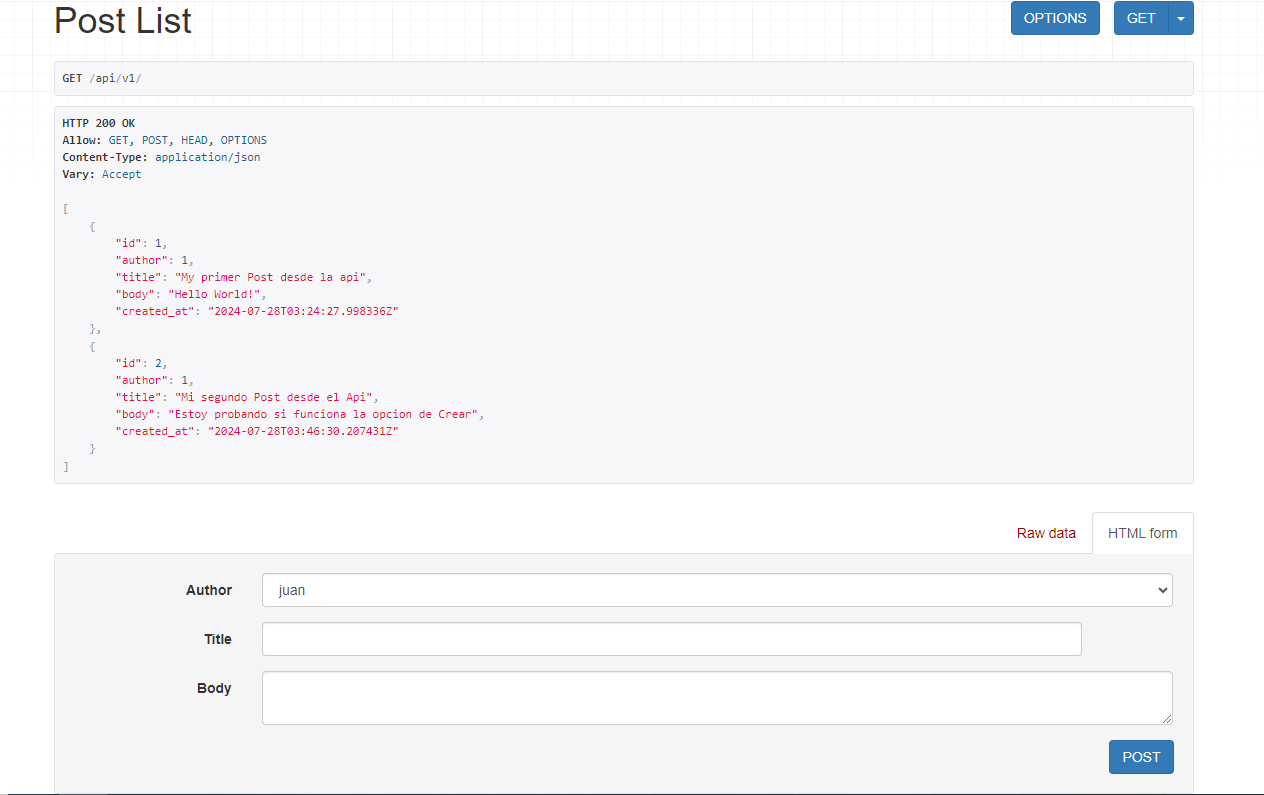 Post List
OPTIONS
GET
GET /api/v1/
HTTP 200 OK
Allow: GET, POST, HEAD, OPTIONS
Content-Type: application/json
Vary: Accept
[
    {
        "id": 1,
        "author": 1,
        "title": "My primer Post desde la api",
        "body": "Hello World!",
        "created_at": "2024-07-28T03:24:27.998336Z"
    },
    {
        "id": 2,
        "author": 1,
        "title": "Mi segundo Post desde el Api",
        "body": "Estoy probando si funciona la opcion de Crear",
        "created_at": "2024-07-28T03:46:30.207431Z"
    }
]
Raw data
HTML form
Author
juan
Title
Body
POST